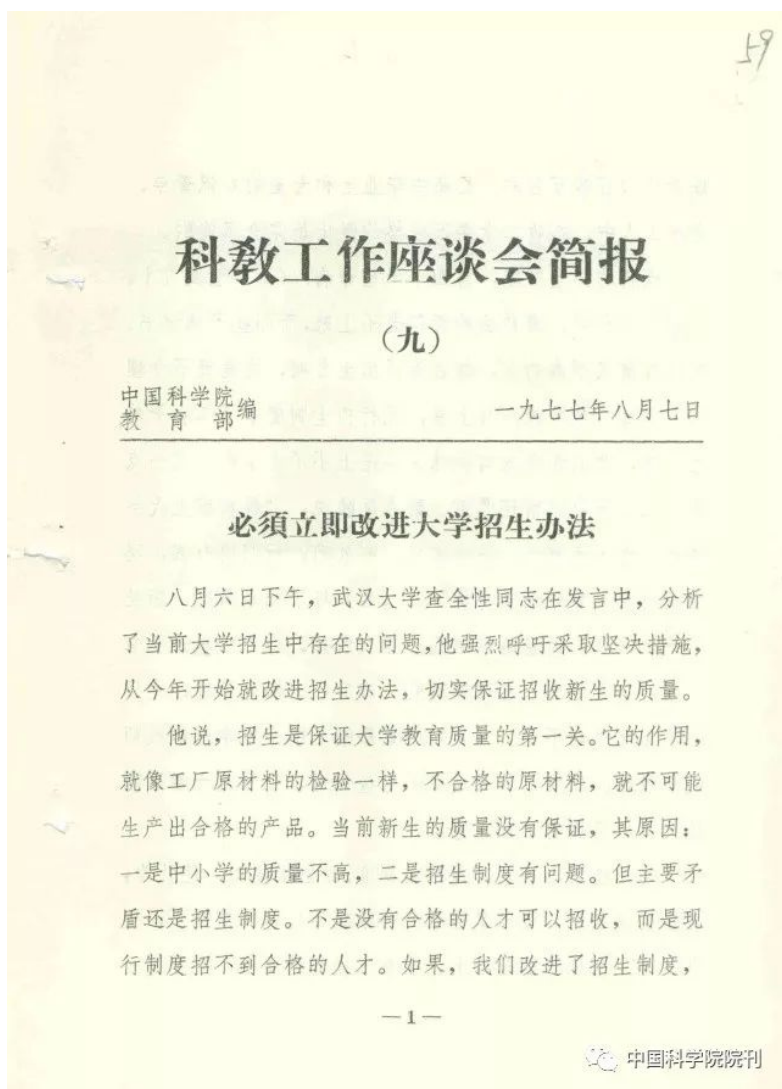 59
科教工作座谈会简报
（九）
中国科学院
教育部编
一九七七年八月七日
必须立即改进大学招生办法
八月六日下午，武汉大学查全性同志在发言中，分析
了当前大学招生中存在的问题，他强烈呼吁采取坚决措施，
从今年开始就改进招生办法，切实保证招收新生的质量。
他说，招生是保证大学教育质量的第一关。它的作用，
就像工厂原材料的检验一样，不合格的原材料，就不可能
生产出合格的产品。当前新生的质量没有保证，其原因：
一是中小学的质量不高，二是招生制度有问题。但主要矛
盾还是招生制度。不是没有合格的人才可以招收，而是现
行制度招不到合格的人才。如果，我们改进了招生制度，
—1—
中国科学院院刊